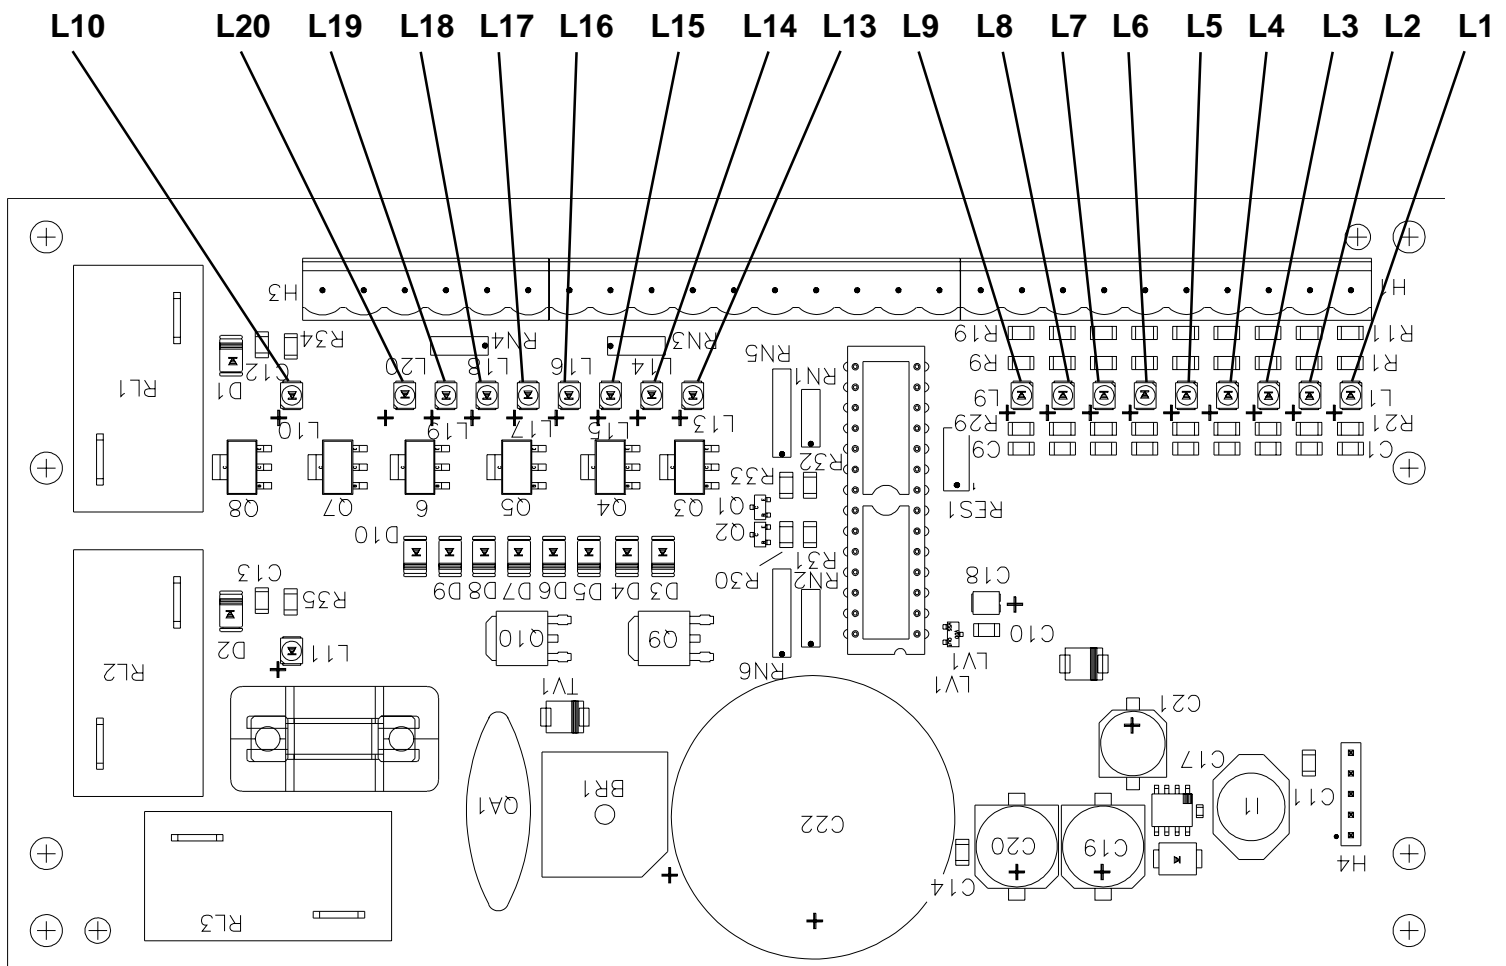 L10 L20 L19 L18 L17 L16 L15 L14 L13 L9 L8 L7 L6 L5 L4 L3 L2 L1
H3 H1
R34 RN4 RN3 R19 R11
C12 L20 L18 L16 L14 RN5 R9 R1
D1 RN1 L9 L1
RL1
L10 L19 L17 L15 L13 R29 R21
R32 C9 C1
R33
Q8 Q7 6 Q5 Q4 Q3 Q1 RES1
D10 Q2
R31
C13 D9 D8 D7 D6 D5 D4 D3 R30 RN2 C18
R35
D2 L11 Q10 Q9 C10
LV1
RL2 RN6 LV1
TV1 C21
C17
BR1 QA1 C11 I1
C22
C20 C19
H4
C14
RL3